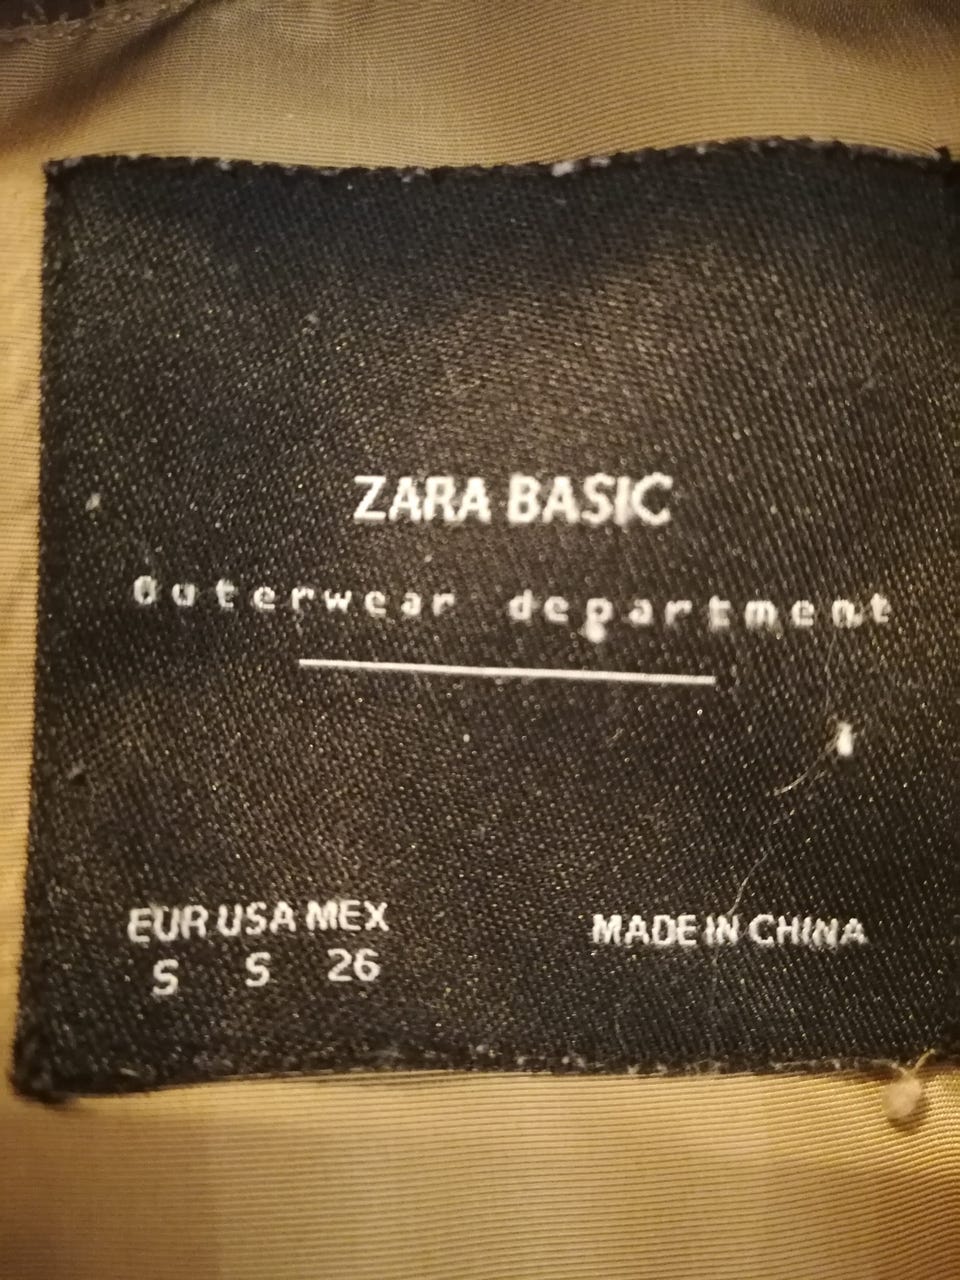 ZARA BASIC
Outerwear department
EUR USA MEX
S S 26
MADE IN CHINA